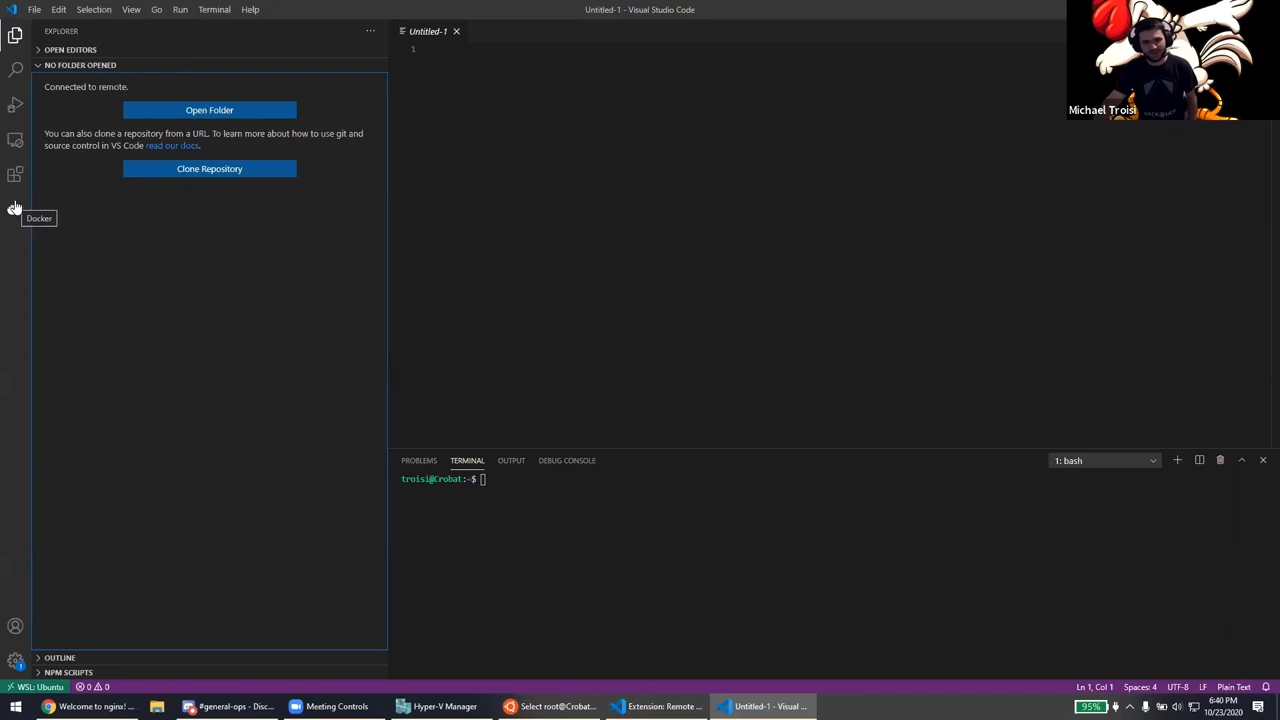 File Edit Selection View Go Run Terminal Help
Untitled-1 - Visual Studio Code
EXPLORER
OPEN EDITORS
NO FOLDER OPENED
Connected to remote.
Open Folder
You can also clone a repository from a URL. To learn more about how to use git and
source control in VS Code read our docs.
Clone Repository
Docker
OUTLINE
NPM SCRIPTS
Untitled-1
1
Michael Troisi
HACK@UCF
PROBLEMS TERMINAL OUTPUT DEBUG CONSOLE
1: bash
troisi@Crobat:~$
1
WSL: Ubuntu
0 0
Ln 1, Col 1 Spaces: 4 UTF-8 LF Plain Text
Welcome to nginx! ...
#general-ops - Disc...
Meeting Controls
Hyper-V Manager
Select root@Crobat...
Extension: Remote ...
Untitled-1 - Visual ...
95%
6:40 PM
10/23/2020